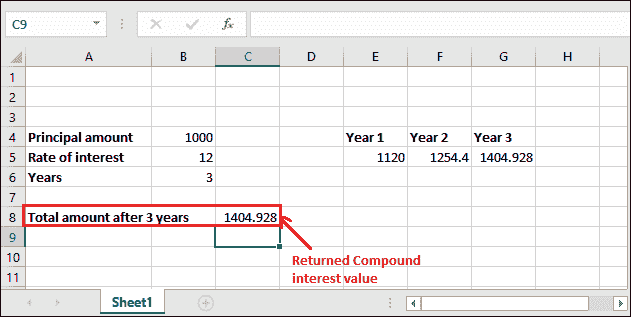 C9 fx
A B C D E F G H
1
2
3
4 Principal amount 1000 Year 1 Year 2 Year 3
5 Rate of interest 12 1120 1254.4 1404.928
6 Years 3
7
8 Total amount after 3 years 1404.928
9
10 Returned Compound
11 interest value
Sheet1